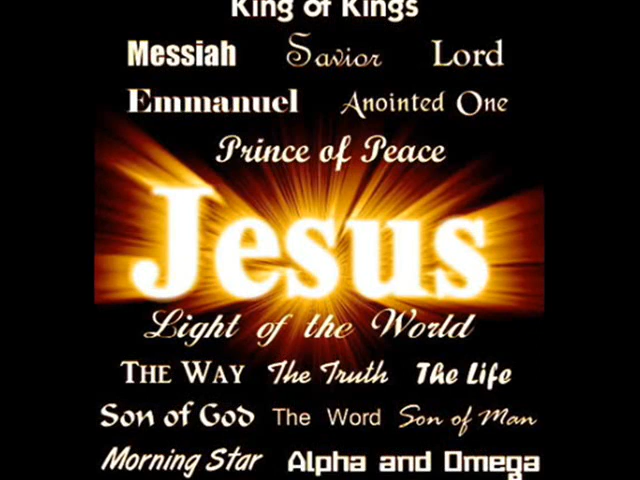 King of Kings
Messiah Savior Lord
Emmanuel Anointed One
Prince of Peace
Jesus
Light of the World
THE WAY The Truth The Life
Son of God The Word Son of Man
Morning Star Alpha and Omega